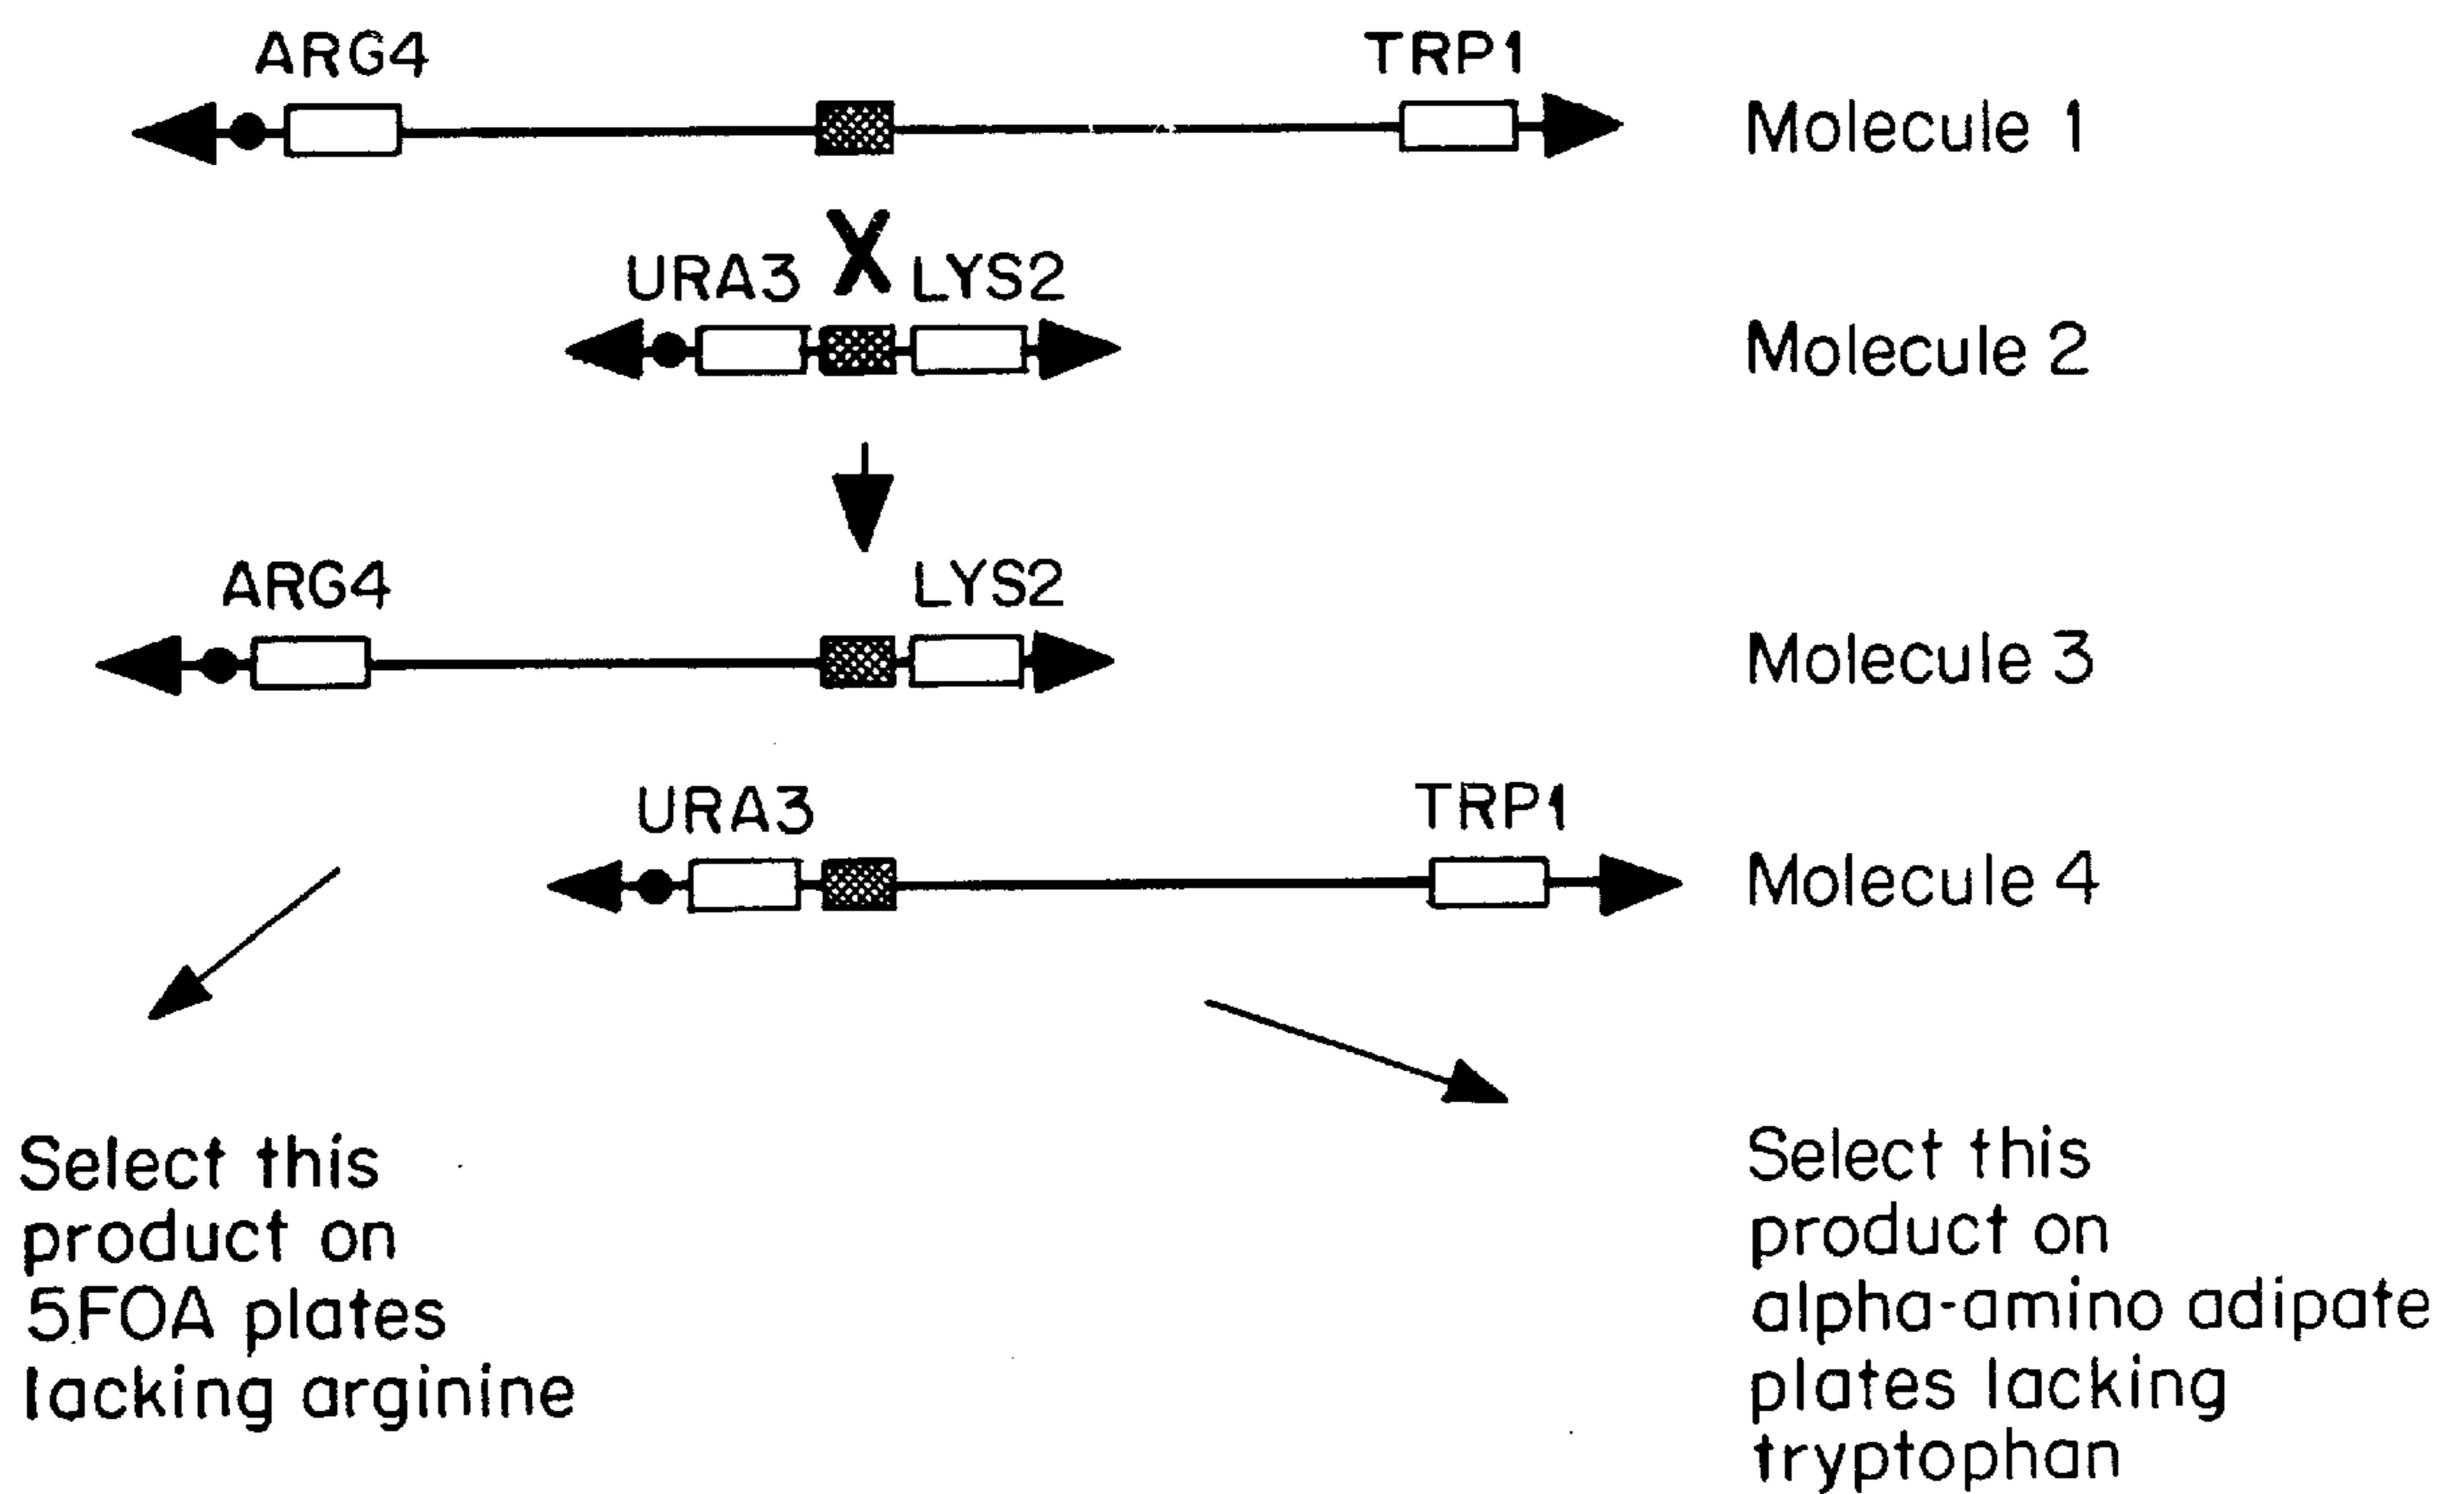 ARG4 TRP1
Molecule 1
URA3 X LYS2
Molecule 2
ARG4 LYS2
Molecule 3
URA3 TRP1
Molecule 4
Select this
product on
5FOA plates
lacking arginine
Select this
product on
alpha-amino adipate
plates lacking
tryptophan